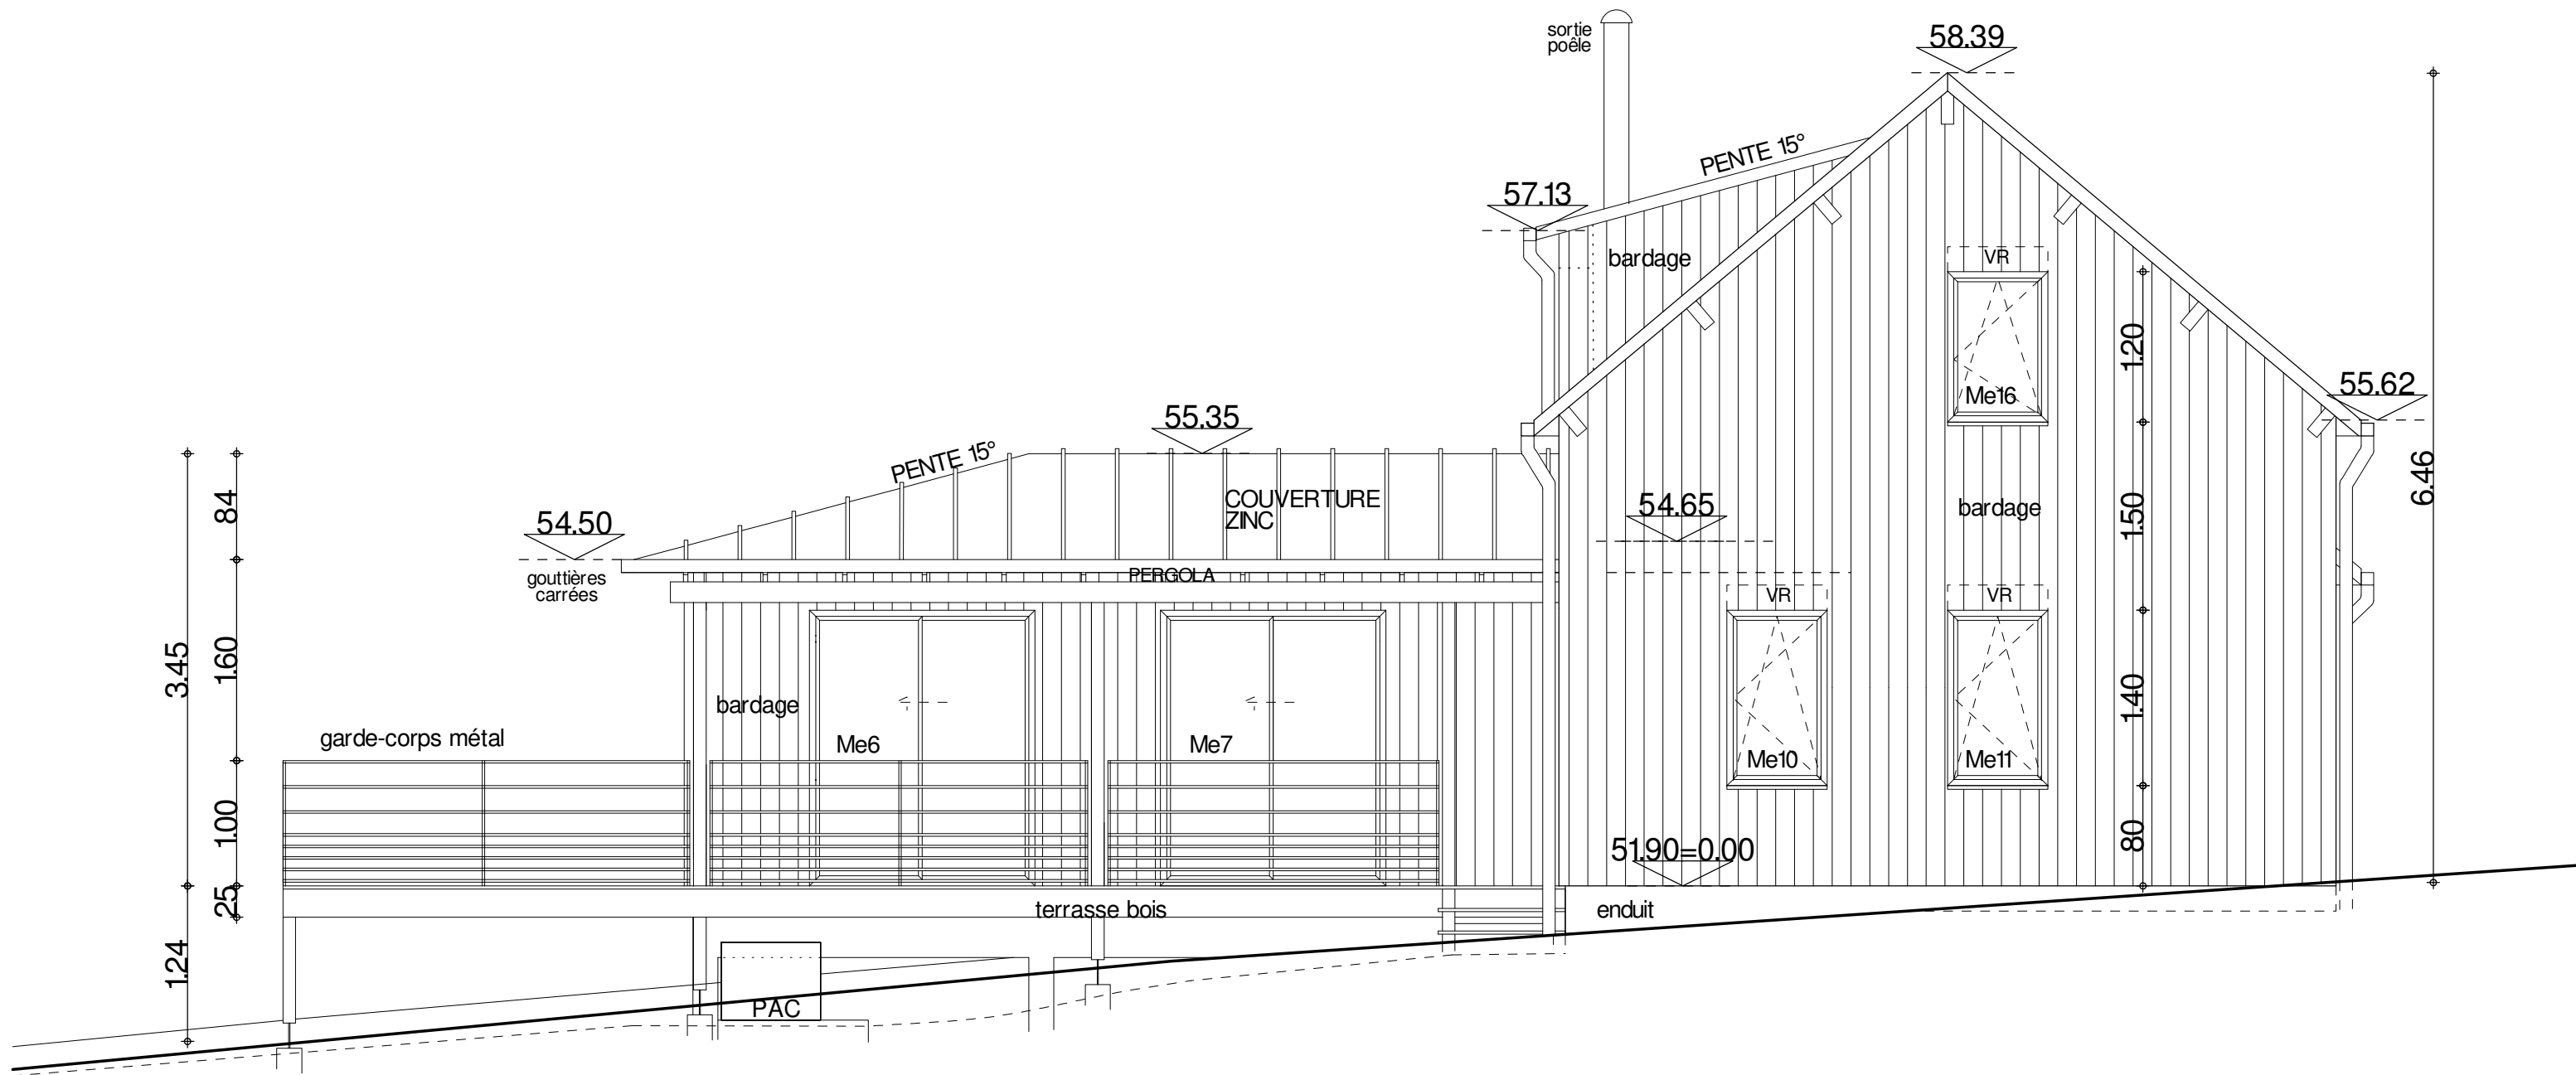 sortie
poêle
58.39
PENTE 15°
57.13
bardage
VR
1.20
Me16
55.62
6.46
55.35
PENTE 15°
COUVERTURE
ZINC
84
54.50
54.65
1.50
bardage
gouttières
carrées
PERGOLA
VR
VR
3.45
1.60
bardage
1.40
garde-corps métal
Me6
Me7
Me10
Me11
1.00
51.90=0.00
80
25
terrasse bois
enduit
1.24
PAC